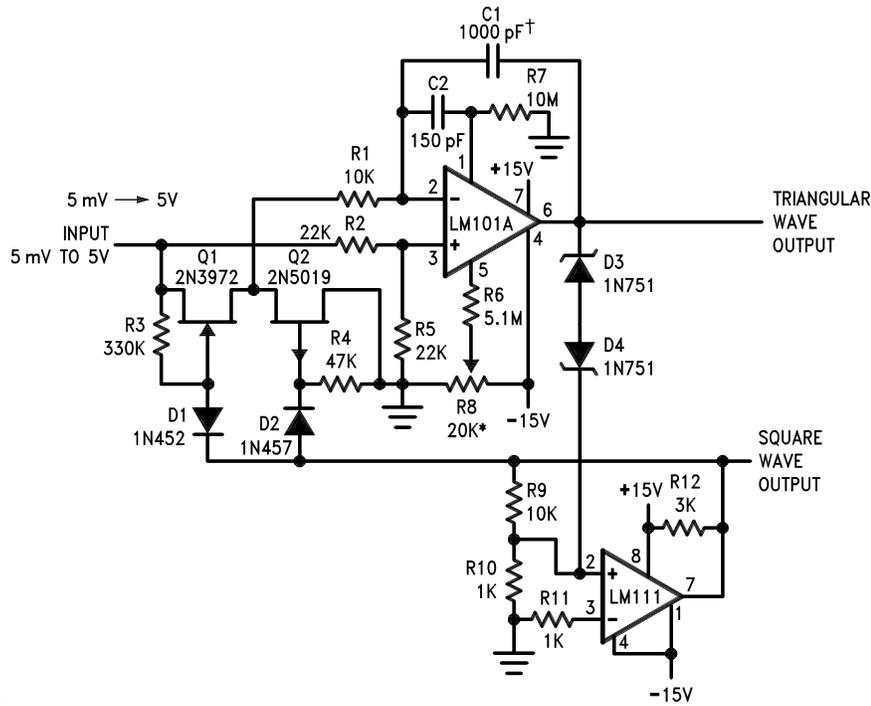 C1
1000 pF†
R7
10M
C2
150 pF
1
+15V
R1
10K
5 mV → 5V
2
−
7
6
TRIANGULAR
WAVE
OUTPUT
R2
LM101A
22K
INPUT
5 mV TO 5V
+
3
4
Q1
2N3972
Q2
2N5019
5
D3
1N751
R6
5.1M
R3
330K
R4
47K
R5
22K
D4
1N751
R8
20K*
−15V
D1
1N452
D2
1N457
SQUARE
WAVE
OUTPUT
R9
10K
+15V
R12
3K
R10
1K
2
+
8
7
LM111
R11
1K
3
−
1
4
−15V